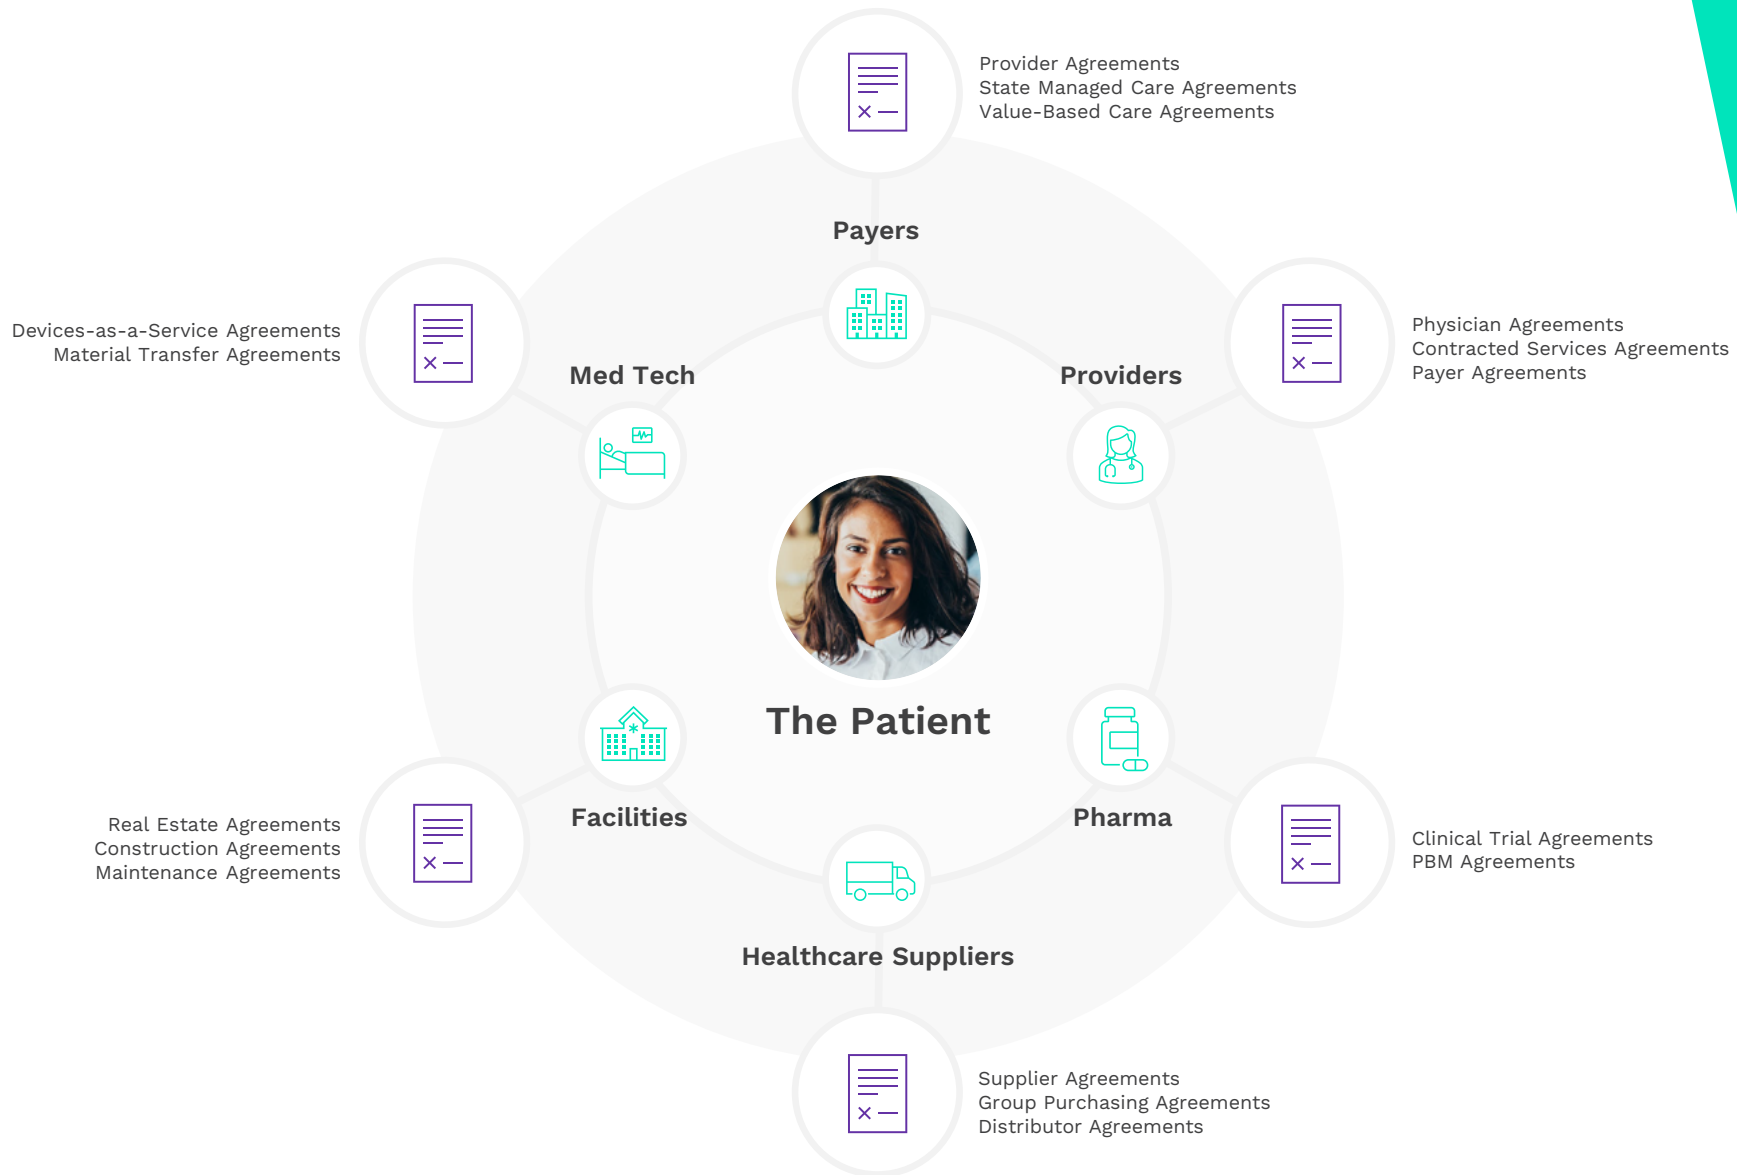 Provider Agreements
State Managed Care Agreements
Value-Based Care Agreements
Payers
Devices-as-a-Service Agreements
Material Transfer Agreements
Med Tech
Providers
Physician Agreements
Contracted Services Agreements
Payer Agreements
The Patient
Real Estate Agreements
Construction Agreements
Maintenance Agreements
Facilities
Pharma
Clinical Trial Agreements
PBM Agreements
Healthcare Suppliers
Supplier Agreements
Group Purchasing Agreements
Distributor Agreements